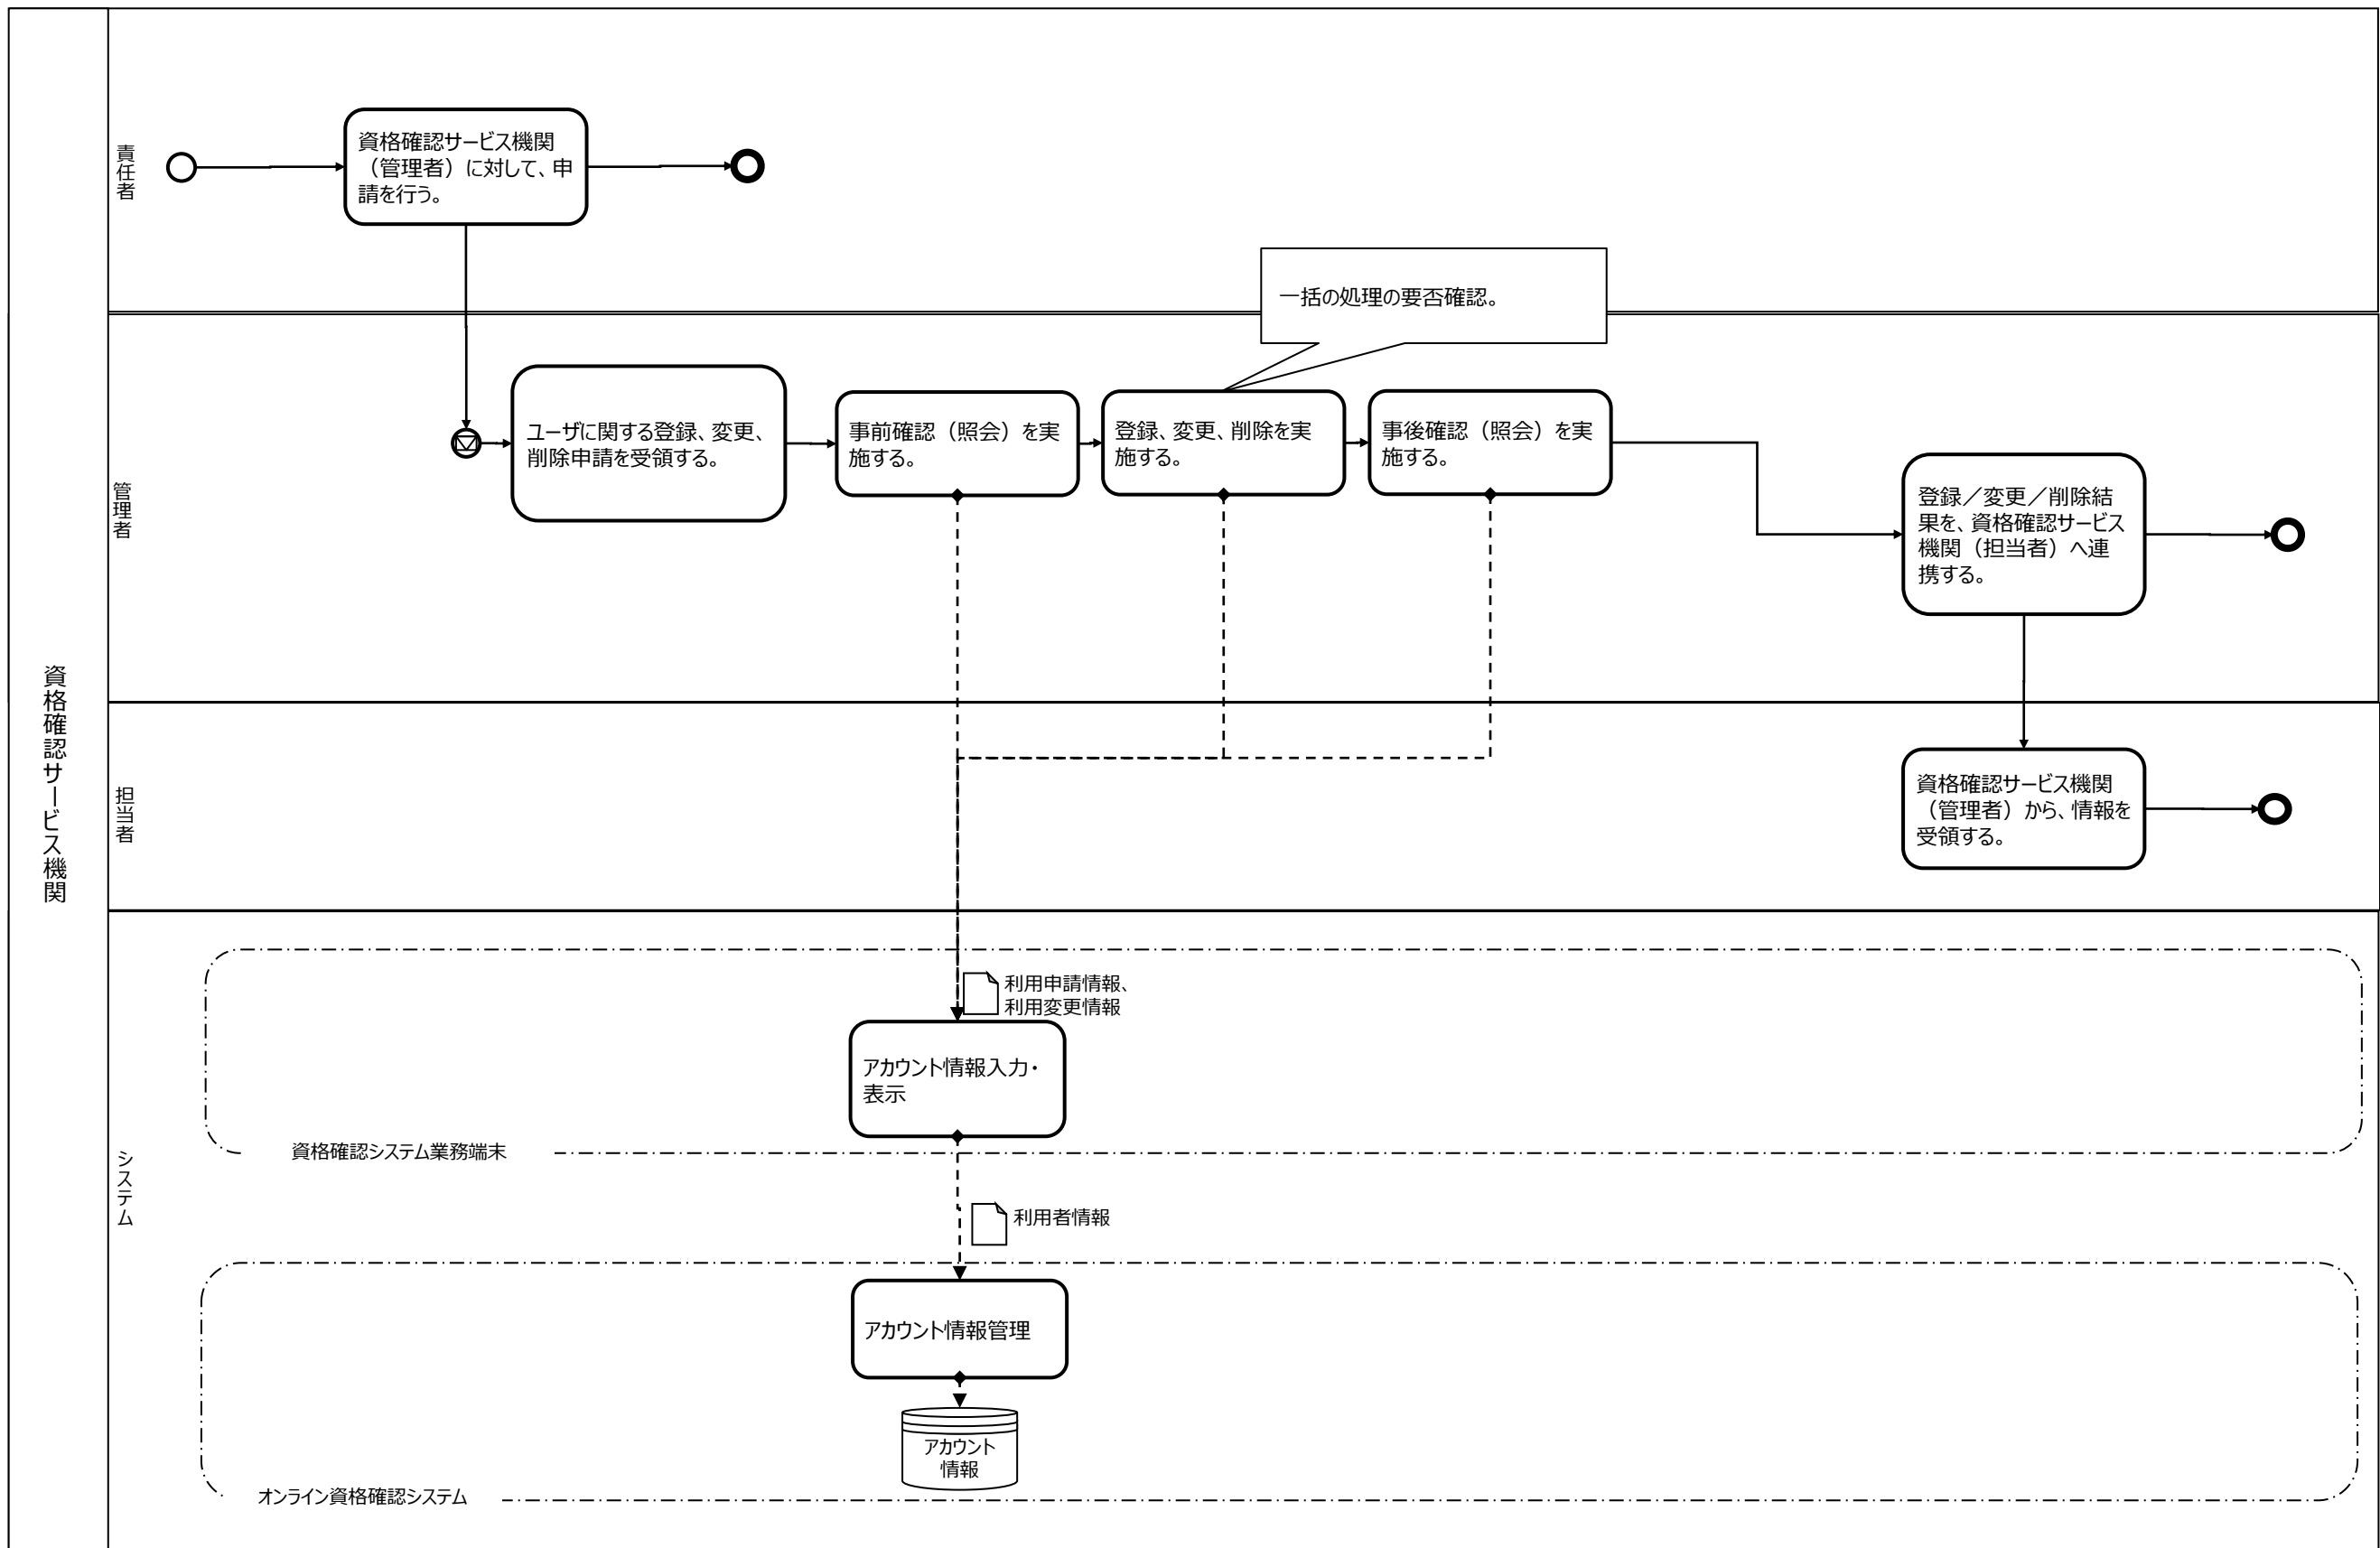 資格確認サービス機関
責任者
資格確認サービス機関
（管理者）に対して、申
請を行う。
一括の処理の要否確認。
管理者
ユーザに関する登録、変更、
削除申請を受領する。
事前確認（照会）を実
施する。
登録、変更、削除を実
施する。
事後確認（照会）を実
施する。
登録／変更／削除結
果を、資格確認サービス
機関（担当者）へ連
携する。
担当者
資格確認サービス機関
（管理者）から、情報を
受領する。
システム
利用申請情報、
利用変更情報
アカウント情報入力・
表示
資格確認システム業務端末
利用者情報
アカウント情報管理
アカウント
情報
オンライン資格確認システム